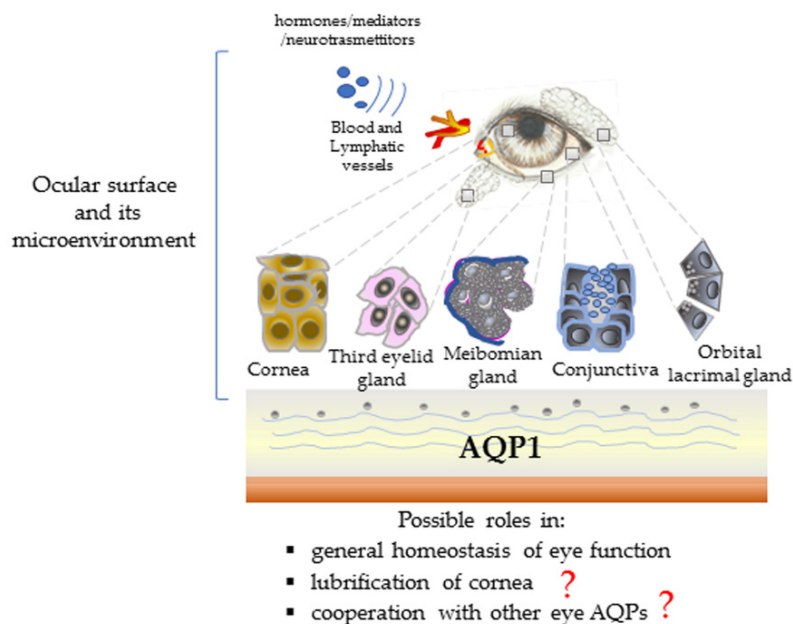 hormones/mediators
/neurotrasmettitors
Blood and
Lymphatic
vessels
Ocular surface
and its
microenvironment
Cornea
Third eyelid
gland
Meibomian
gland
Conjunctiva
Orbital
lacrimal gland
AQP1
Possible roles in:
▪ general homeostasis of eye function
▪ lubrification of cornea ?
▪ cooperation with other eye AQPs ?